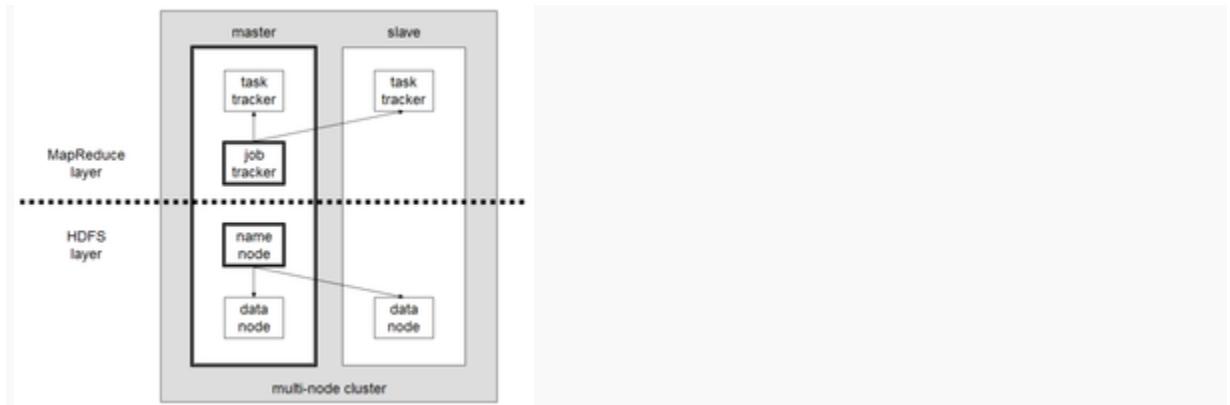 master
slave
task
tracker
task
tracker
MapReduce
layer
job
tracker
HDFS
layer
name
node
data
node
data
node
multi-node cluster